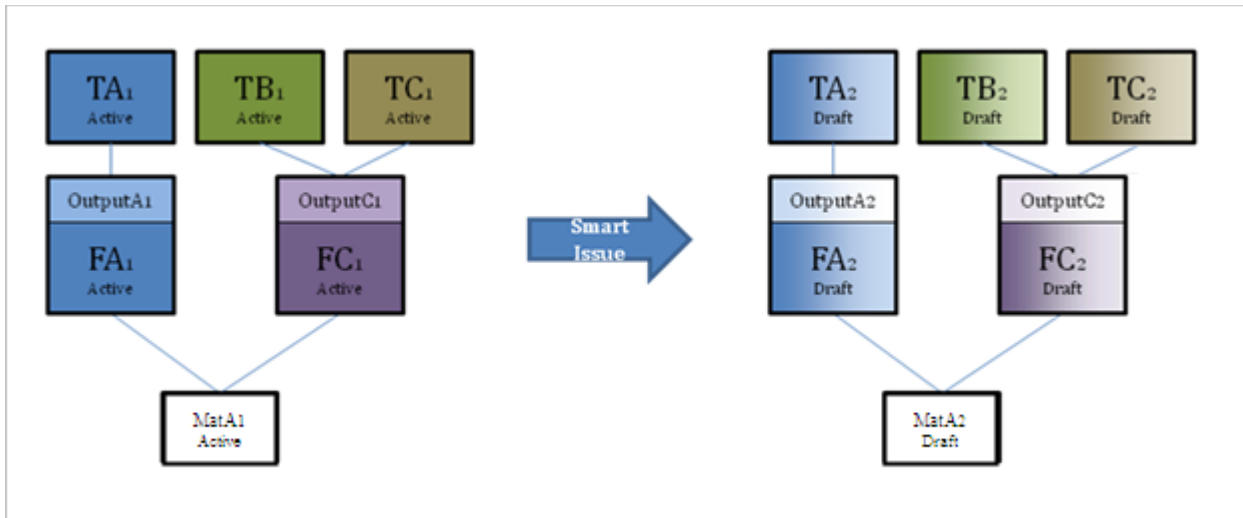 TA₁
Active
TB₁
Active
TC₁
Active
OutputA1
FA₁
Active
OutputC1
FC₁
Active
MatA1
Active
Smart
Issue
TA₂
Draft
TB₂
Draft
TC₂
Draft
OutputA2
FA₂
Draft
OutputC2
FC₂
Draft
MatA2
Draft